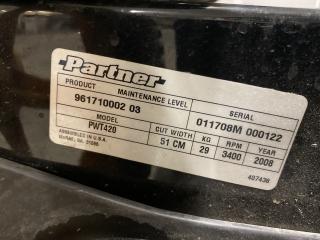 Partner
PRODUCT MAINTENANCE LEVEL SERIAL
961710002 03 011708M 000122
MODEL CUT WIDTH KG RPM YEAR
PWT420 51 CM 29 3400 2008
ASSEMBLED IN U.S.A.
407438